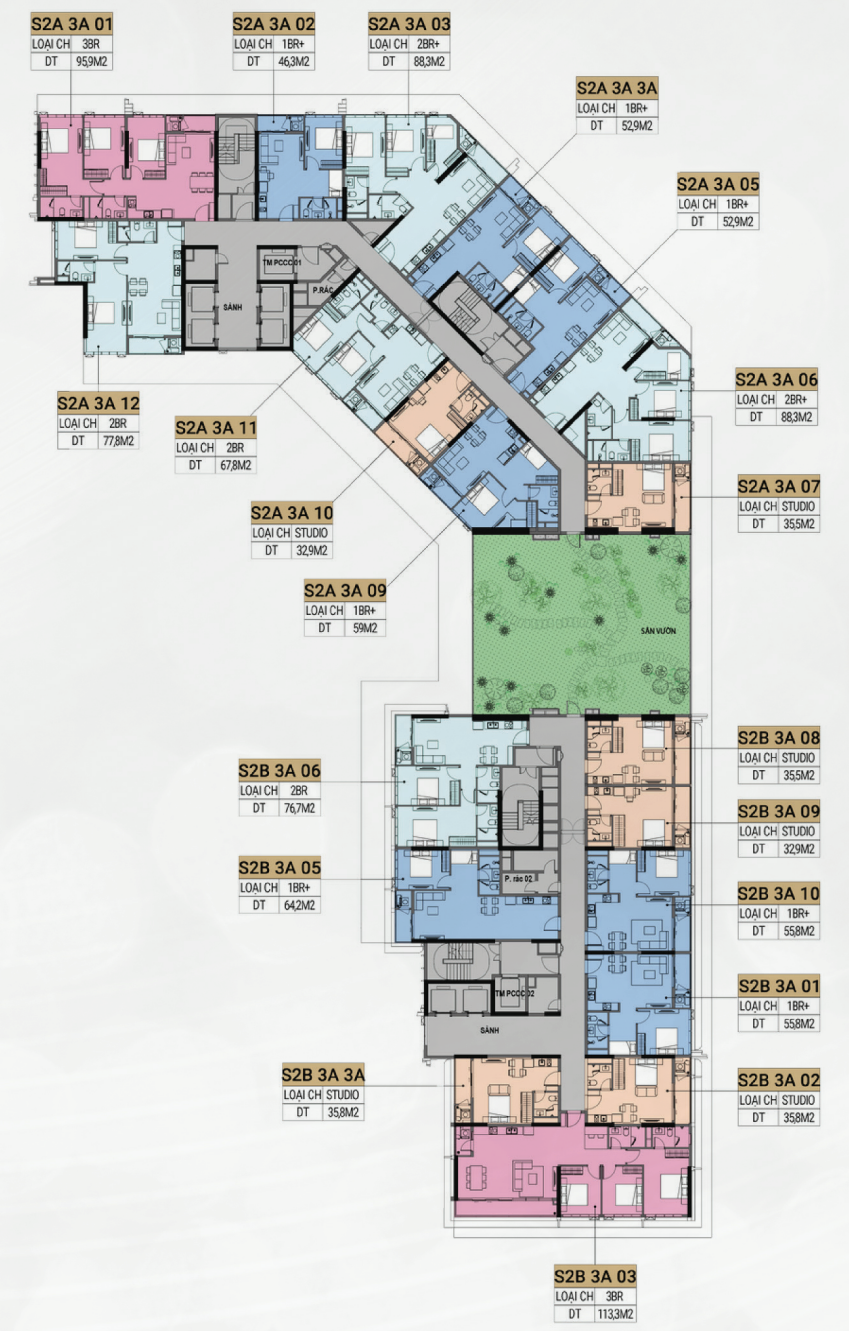 S2A 3A 01
LOẠI CH 3BR
DT 95,9M2
S2A 3A 02
LOẠI CH 1BR+
DT 46,3M2
S2A 3A 03
LOẠI CH 2BR+
DT 88,3M2
S2A 3A 3A
LOẠI CH 1BR+
DT 52,9M2
S2A 3A 05
LOẠI CH 1BR+
DT 52,9M2
TM PCCC 01
P.RÁC
SẢNH
S2A 3A 06
LOẠI CH 2BR+
DT 88,3M2
S2A 3A 12
LOẠI CH 2BR
DT 77,8M2
S2A 3A 11
LOẠI CH 2BR
DT 67,8M2
S2A 3A 07
LOẠI CH STUDIO
DT 35,5M2
S2A 3A 10
LOẠI CH STUDIO
DT 32,9M2
S2A 3A 09
LOẠI CH 1BR+
DT 59M2
SÂN VƯỜN
S2B 3A 08
LOẠI CH STUDIO
DT 35,5M2
S2B 3A 06
LOẠI CH 2BR
DT 76,7M2
S2B 3A 09
LOẠI CH STUDIO
DT 32,9M2
S2B 3A 05
LOẠI CH 1BR+
DT 64,2M2
P. rác 02
S2B 3A 10
LOẠI CH 1BR+
DT 55,8M2
S2B 3A 01
LOẠI CH 1BR+
DT 55,8M2
TM PCCC 02
SẢNH
S2B 3A 3A
LOẠI CH STUDIO
DT 35,8M2
S2B 3A 02
LOẠI CH STUDIO
DT 35,8M2
S2B 3A 03
LOẠI CH 3BR
DT 113,3M2